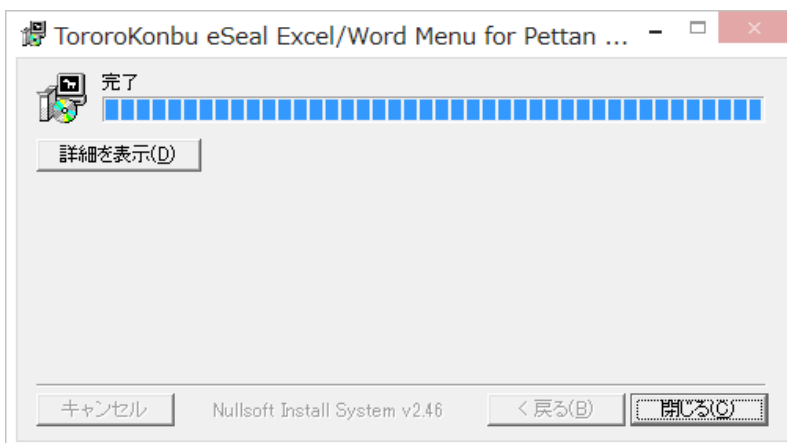 TororoKonbu eSeal Excel/Word Menu for Pettan ...
完了
詳細を表示(D)
キャンセル
Nullsoft Install System v2.46
< 戻る(B)
閉じる(C)